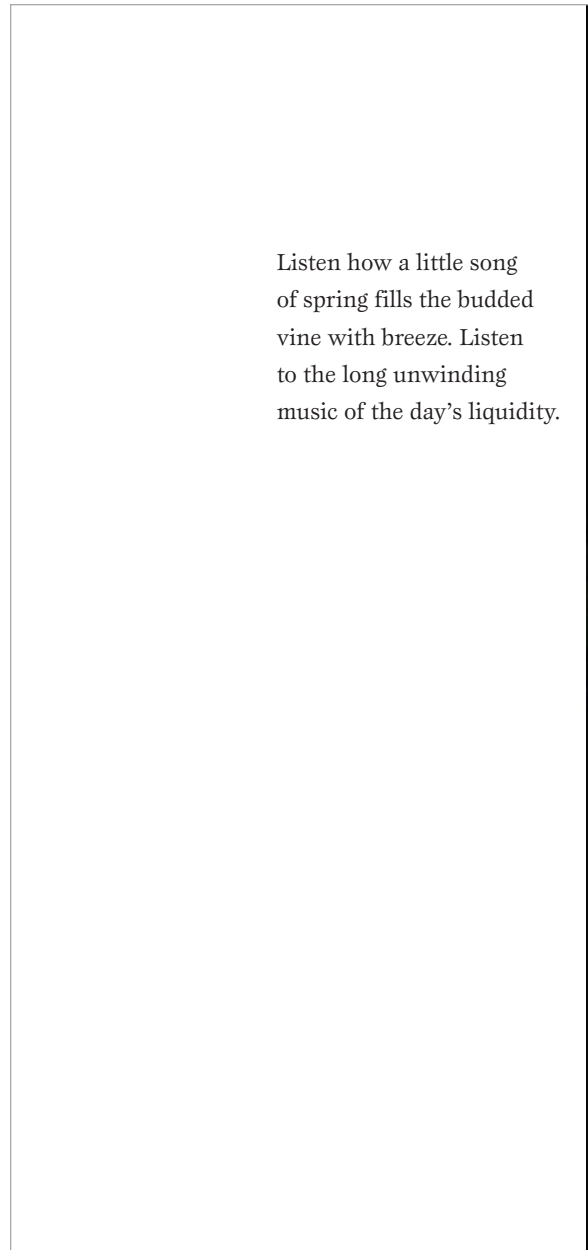 Listen how a little song
of spring fills the budded
vine with breeze. Listen
to the long unwinding
music of the day’s liquidity.